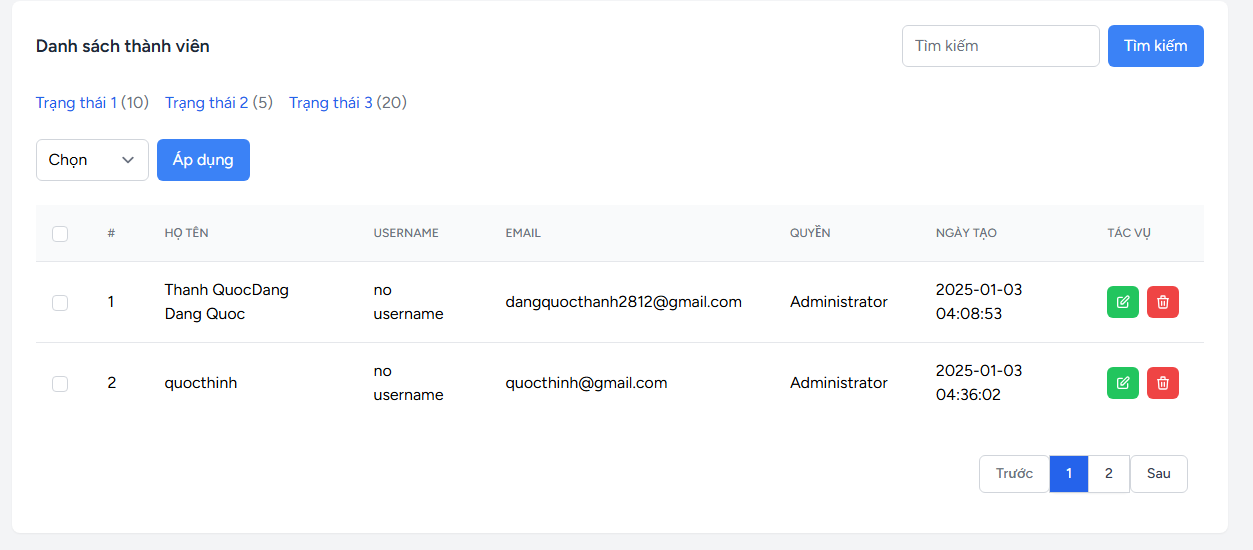 Danh sách thành viên
Tìm kiếm
Tìm kiếm
Trạng thái 1 (10) Trạng thái 2 (5) Trạng thái 3 (20)
Chọn
Áp dụng
# HỌ TÊN USERNAME EMAIL QUYỀN NGÀY TẠO TÁC VỤ
1
Thanh QuocDang
Dang Quoc
no
username
dangquocthanh2812@gmail.com
Administrator
2025-01-03
04:08:53
2
quocthinh
no
username
quocthinh@gmail.com
Administrator
2025-01-03
04:36:02
Trước 1 2 Sau